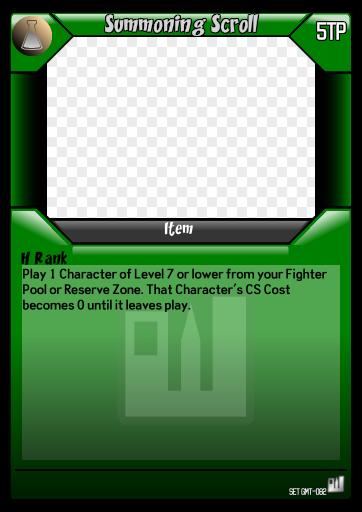 Summoning Scroll
5TP
Item
H Rank
Play 1 Character of Level 7 or lower from your Fighter
Pool or Reserve Zone. That Character's CS Cost
becomes 0 until it leaves play.
SET GMT-082